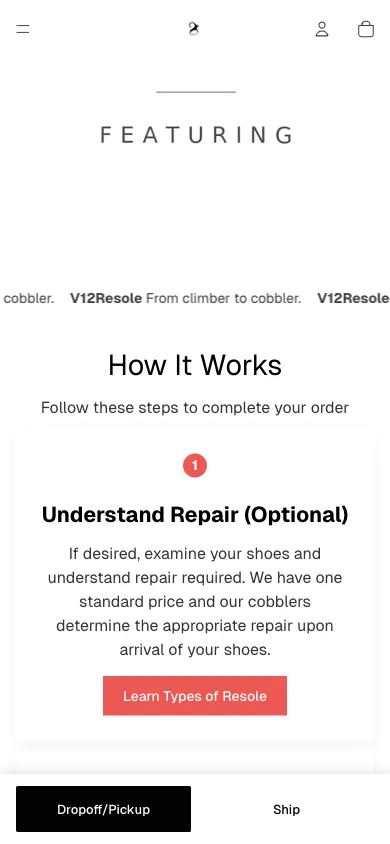 FEATURING
cobbler. V12Resole From climber to cobbler. V12Resole
How It Works
Follow these steps to complete your order
1
Understand Repair (Optional)
If desired, examine your shoes and
understand repair required. We have one
standard price and our cobblers
determine the appropriate repair upon
arrival of your shoes.
Learn Types of Resole
Dropoff/Pickup Ship